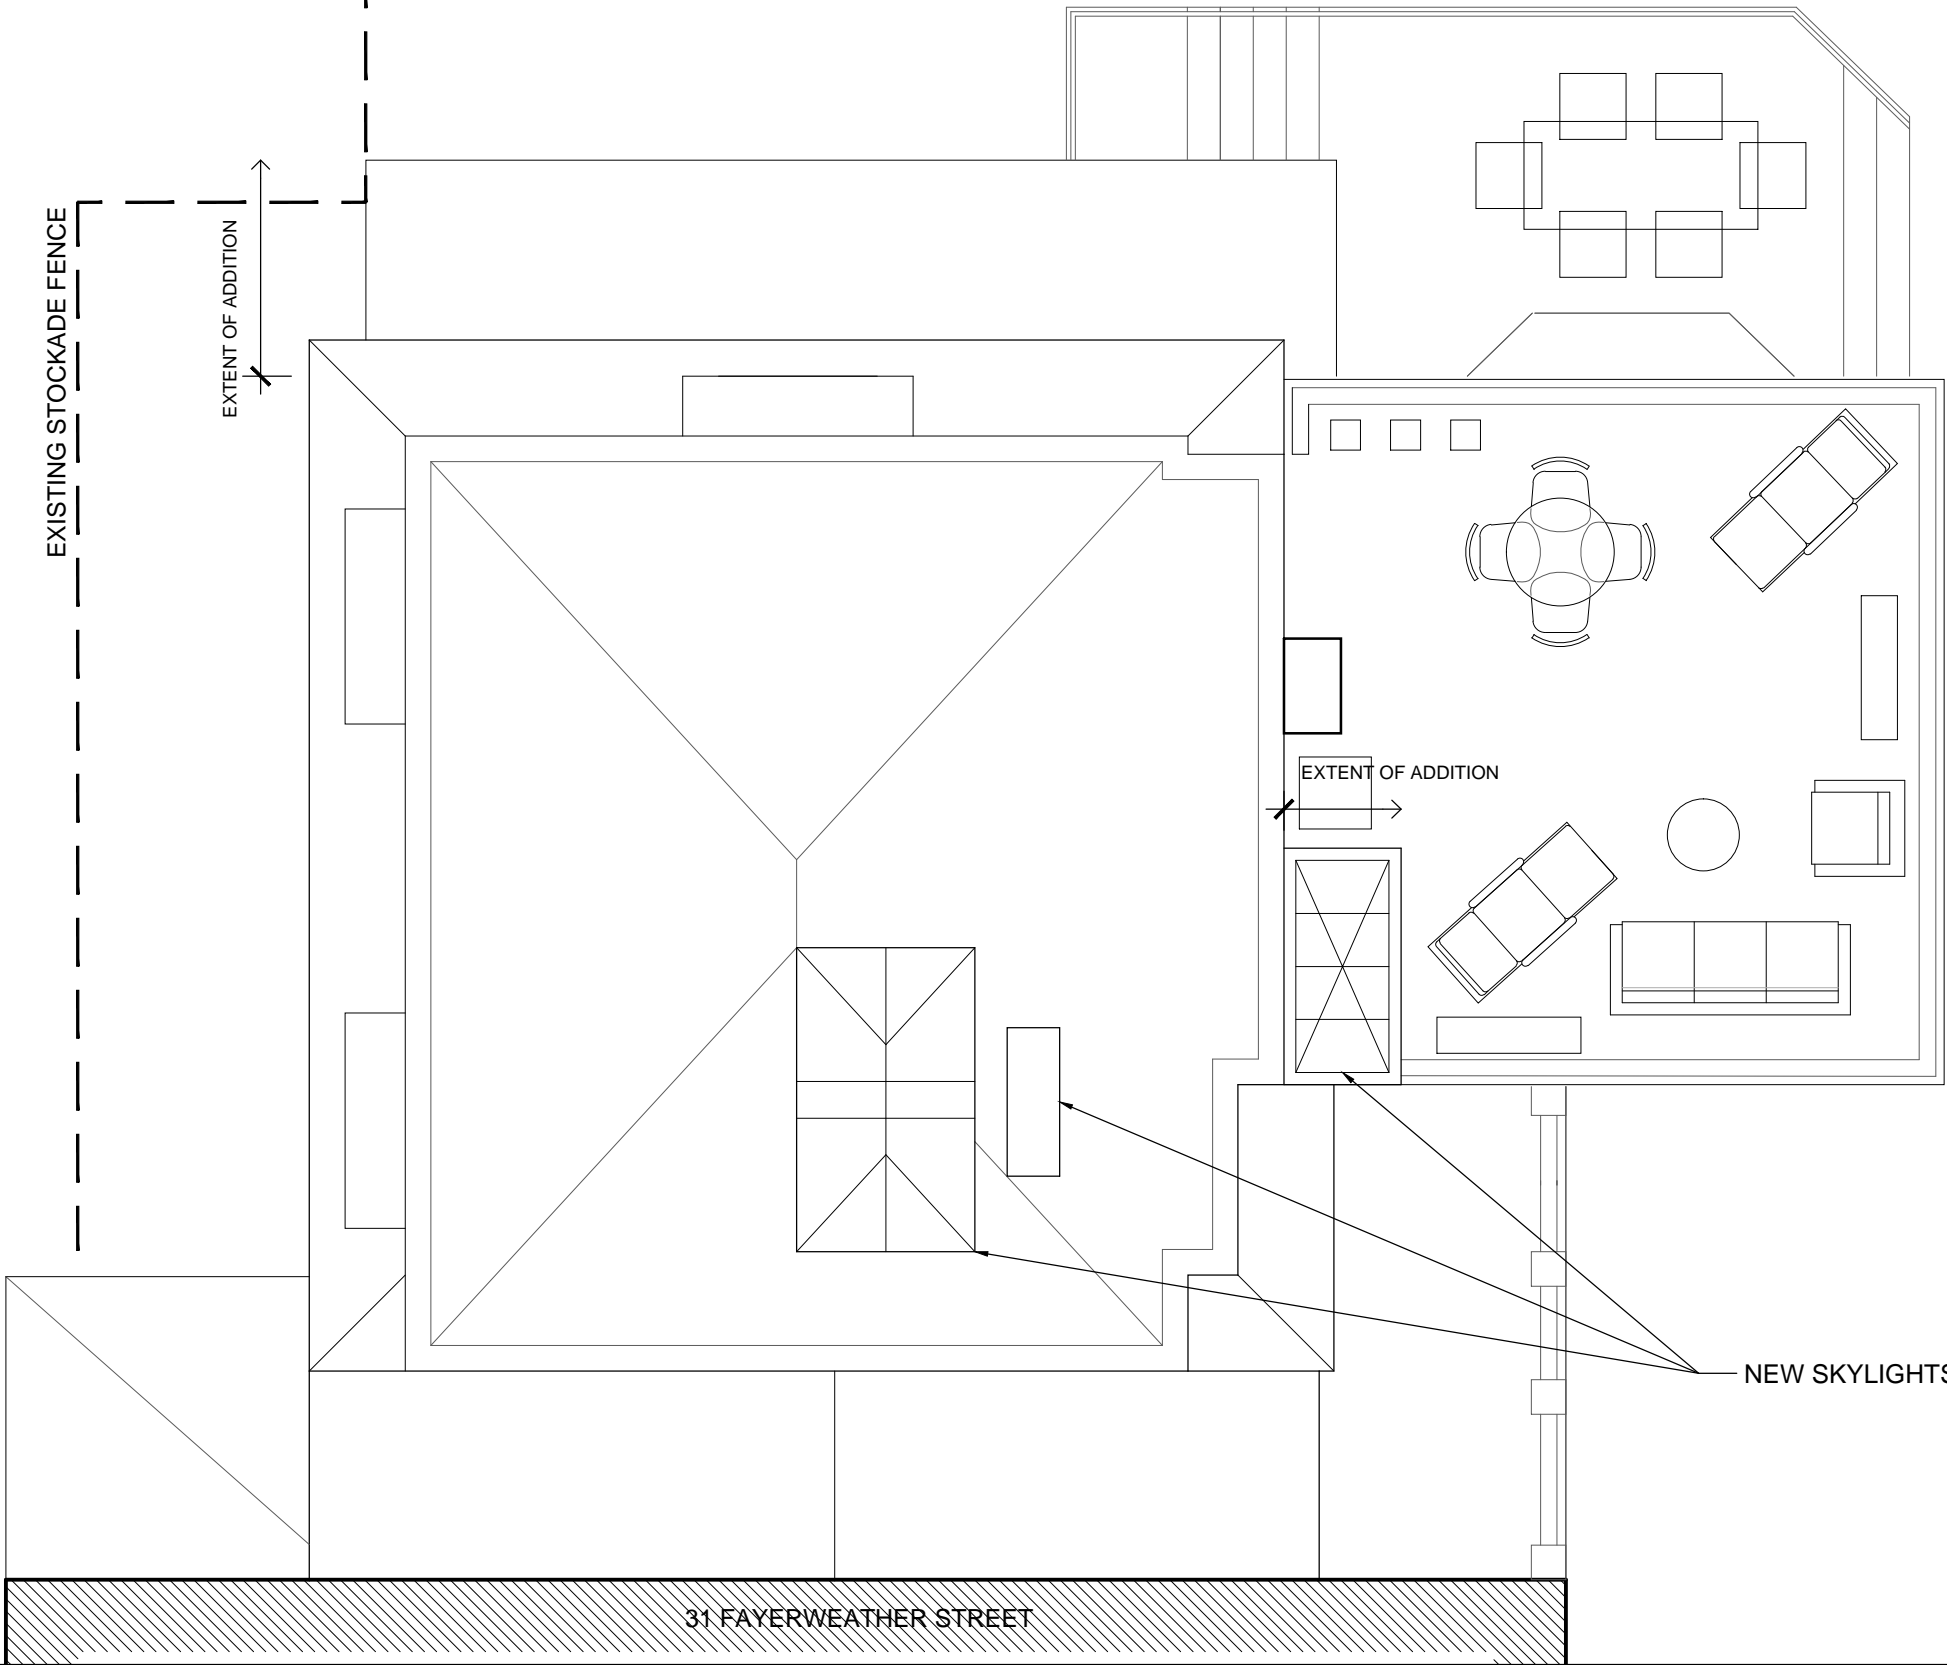 EXISTING STOCKADE FENCE
EXTENT OF ADDITION
EXTENT OF ADDITION
NEW SKYLIGHTS
31 FAYERWEATHER STREET